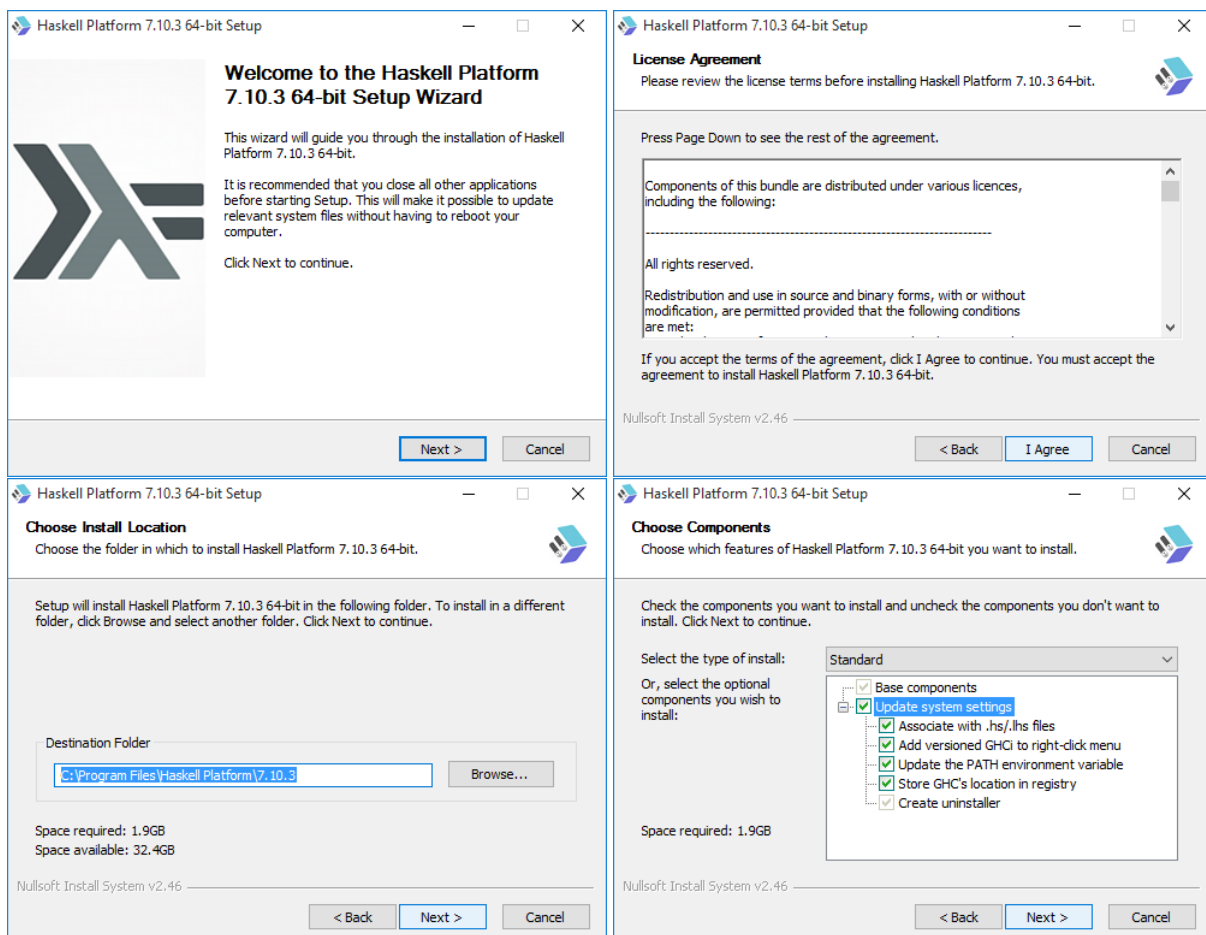 Haskell Platform 7.10.3 64-bit Setup
Welcome to the Haskell Platform
7.10.3 64-bit Setup Wizard
This wizard will guide you through the installation of Haskell
Platform 7.10.3 64-bit.
It is recommended that you close all other applications
before starting Setup. This will make it possible to update
relevant system files without having to reboot your
computer.
Click Next to continue.
Next >
Cancel
Haskell Platform 7.10.3 64-bit Setup
License Agreement
Please review the license terms before installing Haskell Platform 7.10.3 64-bit.
Press Page Down to see the rest of the agreement.
Components of this bundle are distributed under various licences,
including the following:
-----------------------------------------------------------------------
All rights reserved.
Redistribution and use in source and binary forms, with or without
modification, are permitted provided that the following conditions
are met:
If you accept the terms of the agreement, click I Agree to continue. You must accept the
agreement to install Haskell Platform 7.10.3 64-bit.
Nullsoft Install System v2.46
< Back
I Agree
Cancel
Haskell Platform 7.10.3 64-bit Setup
Choose Install Location
Choose the folder in which to install Haskell Platform 7.10.3 64-bit.
Setup will install Haskell Platform 7.10.3 64-bit in the following folder. To install in a different
folder, click Browse and select another folder. Click Next to continue.
Destination Folder
C:\Program Files\Haskell Platform\7.10.3
Browse...
Space required: 1.9GB
Space available: 32.4GB
Nullsoft Install System v2.46
< Back
Next >
Cancel
Haskell Platform 7.10.3 64-bit Setup
Choose Components
Choose which features of Haskell Platform 7.10.3 64-bit you want to install.
Check the components you want to install and uncheck the components you don't want to
install. Click Next to continue.
Select the type of install:
Standard
Or, select the optional
components you wish to
install:
Base components
Update system settings
Associate with .hs/.lhs files
Add versioned GHCi to right-click menu
Update the PATH environment variable
Store GHC's location in registry
Create uninstaller
Space required: 1.9GB
Nullsoft Install System v2.46
< Back
Next >
Cancel